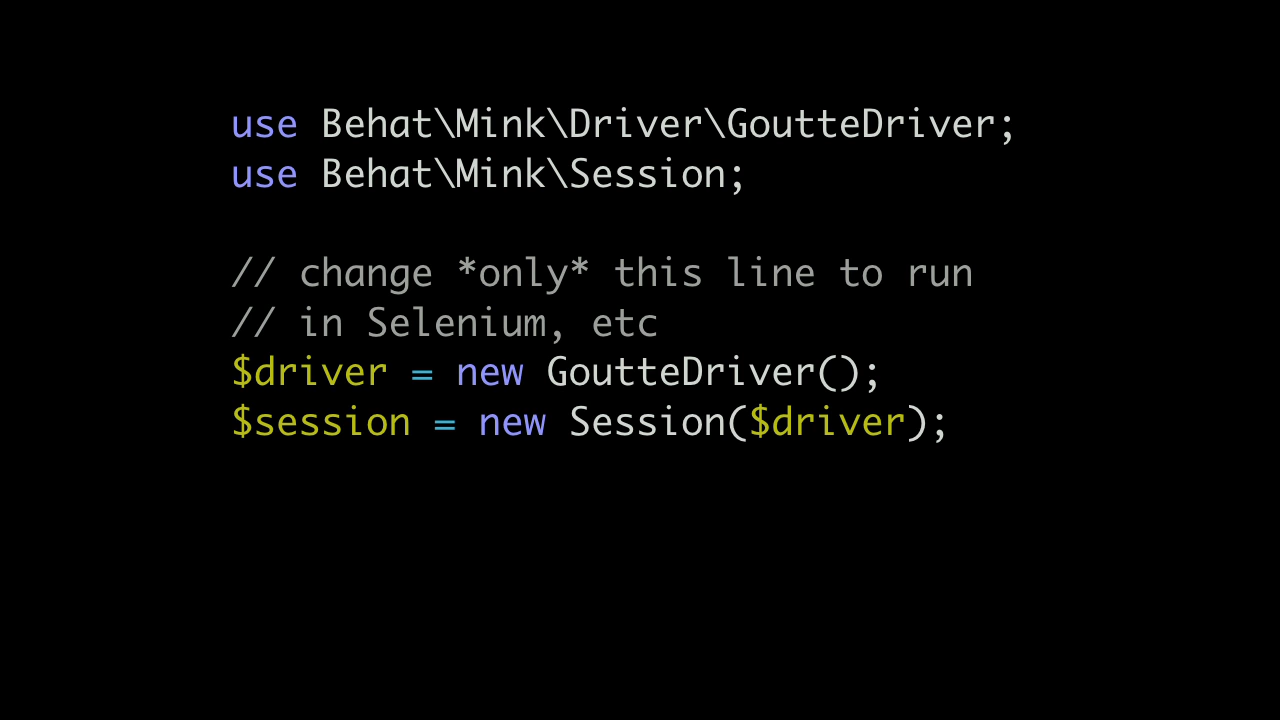 use Behat\Mink\Driver\GoutteDriver;
use Behat\Mink\Session;
// change *only* this line to run
// in Selenium, etc
$driver = new GoutteDriver();
$session = new Session($driver);